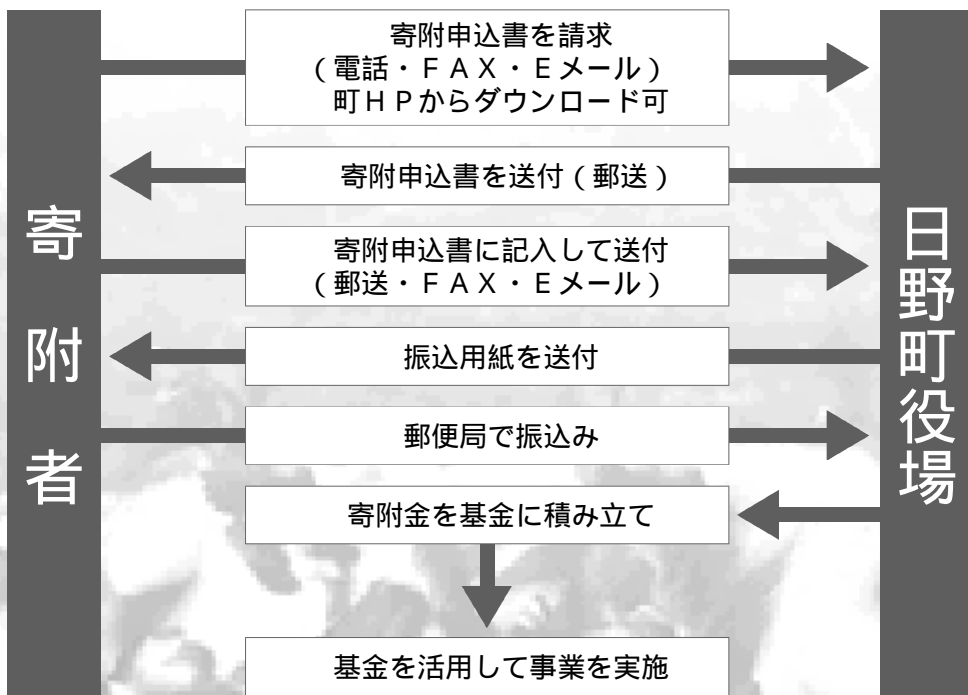 寄附申込書を請求
（電話・ＦＡＸ・Ｅメール）
町ＨＰからダウンロード可
寄附申込書を送付（郵送）
寄附申込書に記入して送付
（郵送・ＦＡＸ・Ｅメール）
振込用紙を送付
郵便局で振込み
寄附金を基金に積み立て
基金を活用して事業を実施
寄附者
日野町役場